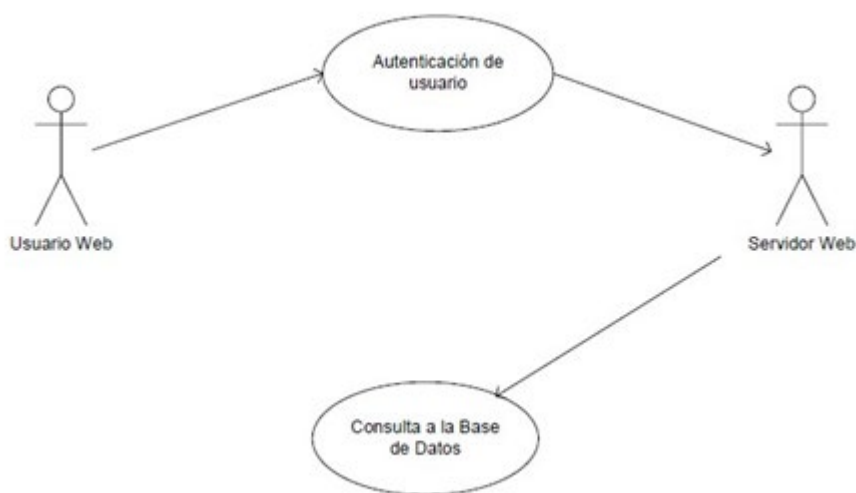 Autenticación de
usuario
Usuario Web
Servidor Web
Consulta a la Base
de Datos